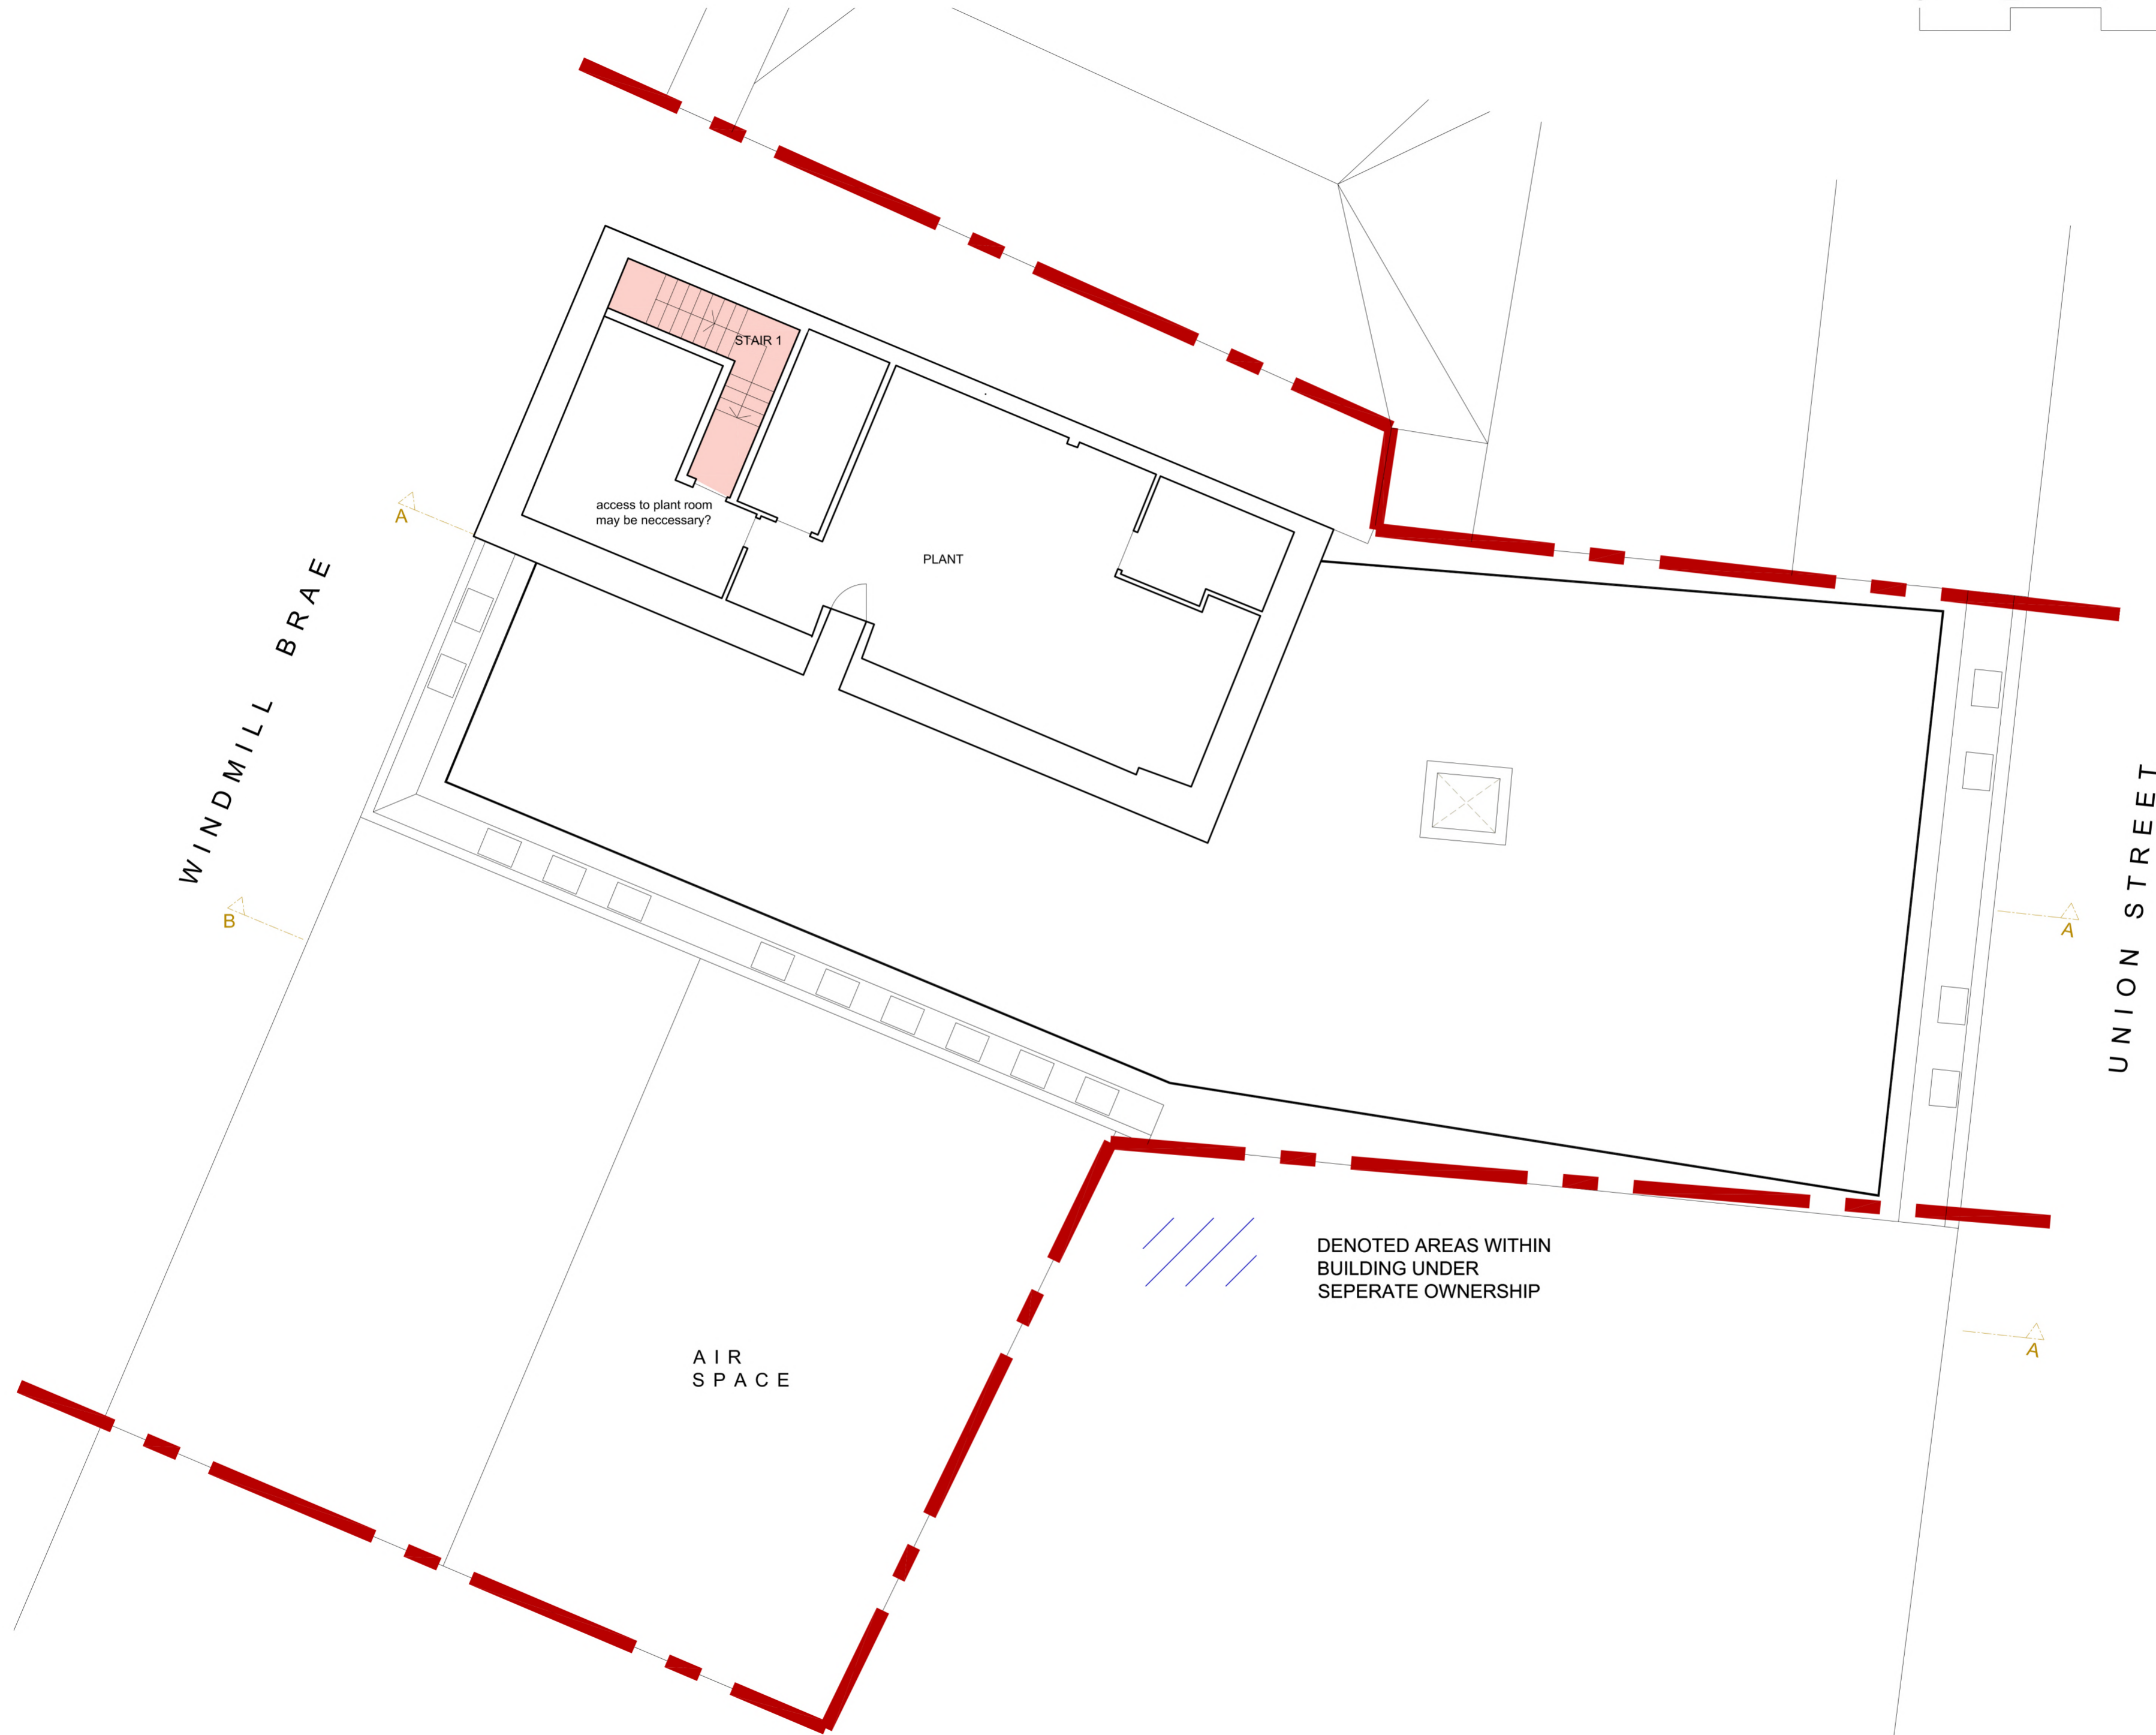 STAIR 1
access to plant room
may be neccessary?
A
PLANT
WINDMILL BRAE
B
UNION STREET
A
DENOTED AREAS WITHIN
BUILDING UNDER
SEPERATE OWNERSHIP
A
AIR
SPACE